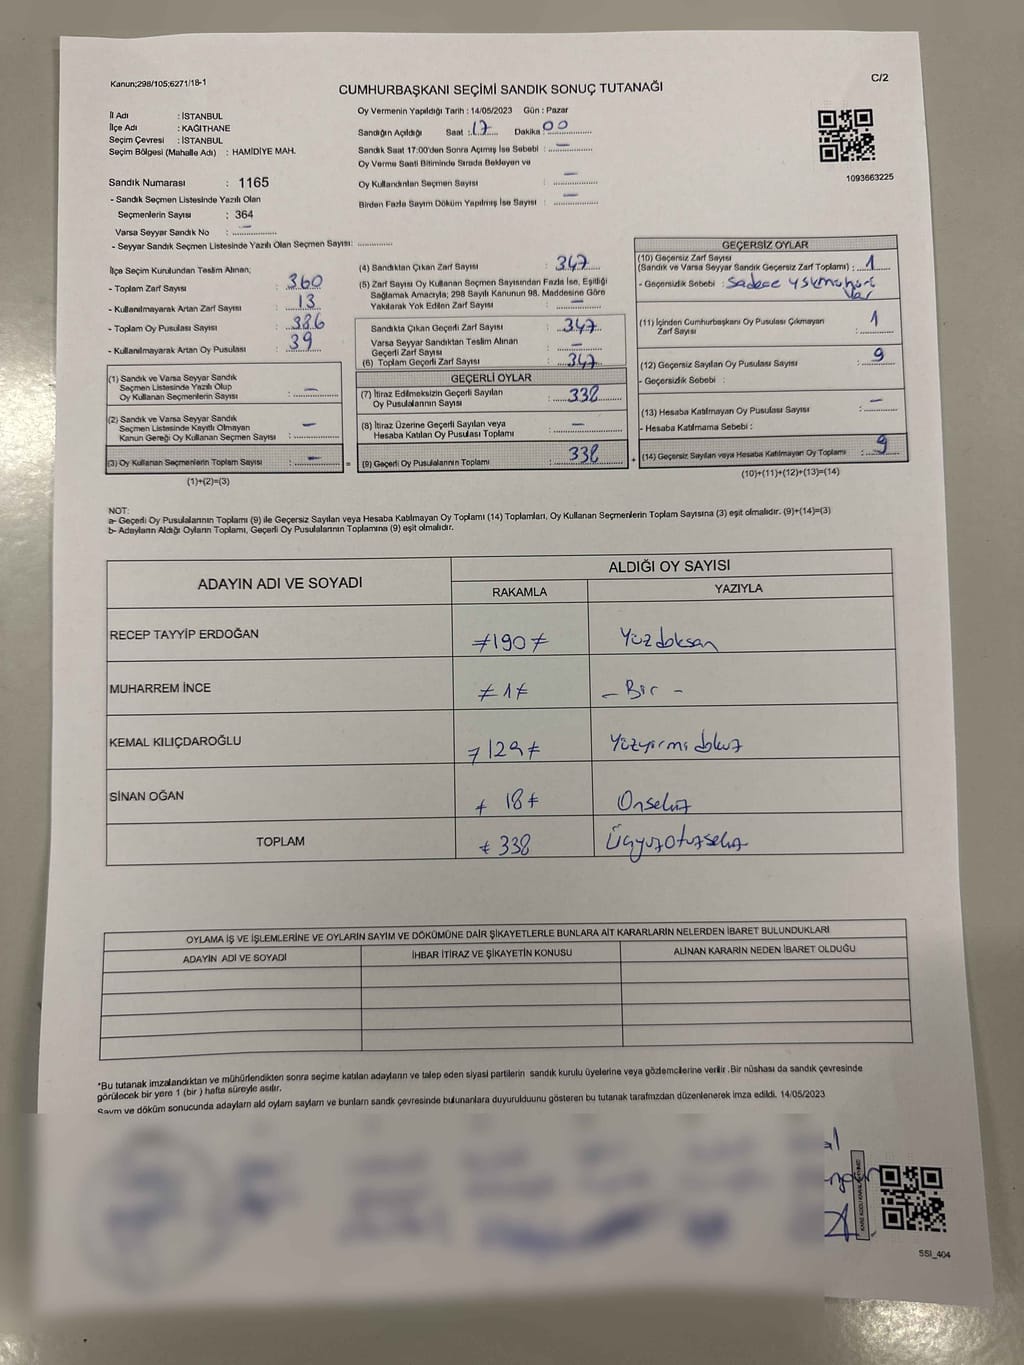 Kanun;298/105;6271/18-1
C/2
CUMHURBAŞKANI SEÇİMİ SANDIK SONUÇ TUTANAĞI
İl Adı : İSTANBUL
İlçe Adı : KAĞITHANE
Seçim Çevresi : İSTANBUL
Seçim Bölgesi (Mahalle Adı) : HAMİDİYE MAH.
Sandık Numarası : 1165
- Sandık Seçmen Listesinde Yazılı Olan
Seçmenlerin Sayısı : 364
Varsa Seyyar Sandık No : –
- Seyyar Sandık Seçmen Listesinde Yazılı Olan Seçmen Sayısı:
Oy Vermenin Yapıldığı Tarih : 14/05/2023 Gün : Pazar
Sandığın Açıldığı Saat : 17 Dakika : 00
Sandık Saat 17:00'den Sonra Açımış İse Sebebi : –
Oy Verme Saati Bitiminde Sırada Bekleyen ve
Oy Kullandırılan Seçmen Sayısı : –
Birden Fazla Sayım Döküm Yapılmış İse Sayısı : –
1093663225
İlçe Seçim Kurulundan Teslim Alınan;
- Toplam Zarf Sayısı : 360
- Kullanılmayarak Artan Zarf Sayısı : 13
- Toplam Oy Pusulası Sayısı : 386
- Kullanılmayarak Artan Oy Pusulası : 39
(1) Sandık ve Varsa Seyyar Sandık
Seçmen Listesinde Yazılı Olup
Oy Kullanan Seçmenlerin Sayısı : –
(2) Sandık ve Varsa Seyyar Sandık
Seçmen Listesinde Kayıtlı Olmayan
Kanun Gereği Oy Kullanan Seçmen Sayısı : –
(3) Oy Kullanan Seçmenlerin Toplam Sayısı : –
(1)+(2)=(3)
=
(4) Sandıktan Çıkan Zarf Sayısı : 347
(5) Zarf Sayısı Oy Kullanan Seçmen Sayısından Fazla İse, Eşitliği
Sağlamak Amacıyla; 298 Sayılı Kanunun 98. Maddesine Göre
Yakılarak Yok Edilen Zarf Sayısı : –
Sandıkta Çıkan Geçerli Zarf Sayısı : 347
Varsa Seyyar Sandıktan Teslim Alınan
Geçerli Zarf Sayısı : –
(6) Toplam Geçerli Zarf Sayısı : 347
GEÇERLİ OYLAR
(7) İtiraz Edilmeksizin Geçerli Sayılan
Oy Pusulalarının Sayısı : 338
(8) İtiraz Üzerine Geçerli Sayılan veya
Hesaba Katılan Oy Pusulası Toplamı : –
(9) Geçerli Oy Pusulalarının Toplamı : 338
+
GEÇERSİZ OYLAR
(10) Geçersiz Zarf Sayısı
(Sandık ve Varsa Seyyar Sandık Geçersiz Zarf Toplamı) : 1
- Geçersizlik Sebebi : Sadece
var
(11) İçinden Cumhurbaşkanı Oy Pusulası Çıkmayan
Zarf Sayısı : 1
(12) Geçersiz Sayılan Oy Pusulası Sayısı : 9
- Geçersizlik Sebebi :
(13) Hesaba Katılmayan Oy Pusulası Sayısı : –
- Hesaba Katılmama Sebebi :
(14) Geçersiz Sayılan veya Hesaba Katılmayan Oy Toplamı : 9
(10)+(11)+(12)+(13)=(14)
NOT:
a- Geçerli Oy Pusulalarının Toplamı (9) ile Geçersiz Sayılan veya Hesaba Katılmayan Oy Toplamı (14) Toplamları, Oy Kullanan Seçmenlerin Toplam Sayısına (3) eşit olmalıdır. (9)+(14)=(3)
b- Adayların Aldığı Oyların Toplamı, Geçerli Oy Pusulalarının Toplamına (9) eşit olmalıdır.
ADAYIN ADI VE SOYADI
ALDIĞI OY SAYISI
RAKAMLA YAZIYLA
RECEP TAYYİP ERDOĞAN ≠190≠ Yüzdoksan
MUHARREM İNCE ≠1≠ – Bir –
KEMAL KILIÇDAROĞLU ≠129≠ Yüzyirmi dokuz
SİNAN OĞAN ≠18≠ Onsekiz
TOPLAM ≠338 Üçyüzotuzsekiz
OYLAMA İŞ VE İŞLEMLERİNE VE OYLARIN SAYIM VE DÖKÜMÜNE DAİR ŞİKAYETLERLE BUNLARA AİT KARARLARIN NELERDEN İBARET BULUNDUKLARI
ADAYIN ADI VE SOYADI İHBAR İTİRAZ VE ŞİKAYETİN KONUSU ALINAN KARARIN NEDEN İBARET OLDUĞU
*Bu tutanak imzalandıktan ve mühürlendikten sonra seçime katılan adayların ve talep eden siyasi partilerin sandık kurulu üyelerine veya gözlemcilerine verilir .Bir nüshası da sandık çevresinde
görülecek bir yere 1 (bir ) hafta süreyle asılır.
Sayım ve döküm sonucunda adayların aldı oyların sayları ve bunların sandk çevresinde bulunanlara duyurulduunu gösteren bu tutanak tarafmzdan düzenlenerek imza edildi. 14/05/2023
SSI_404